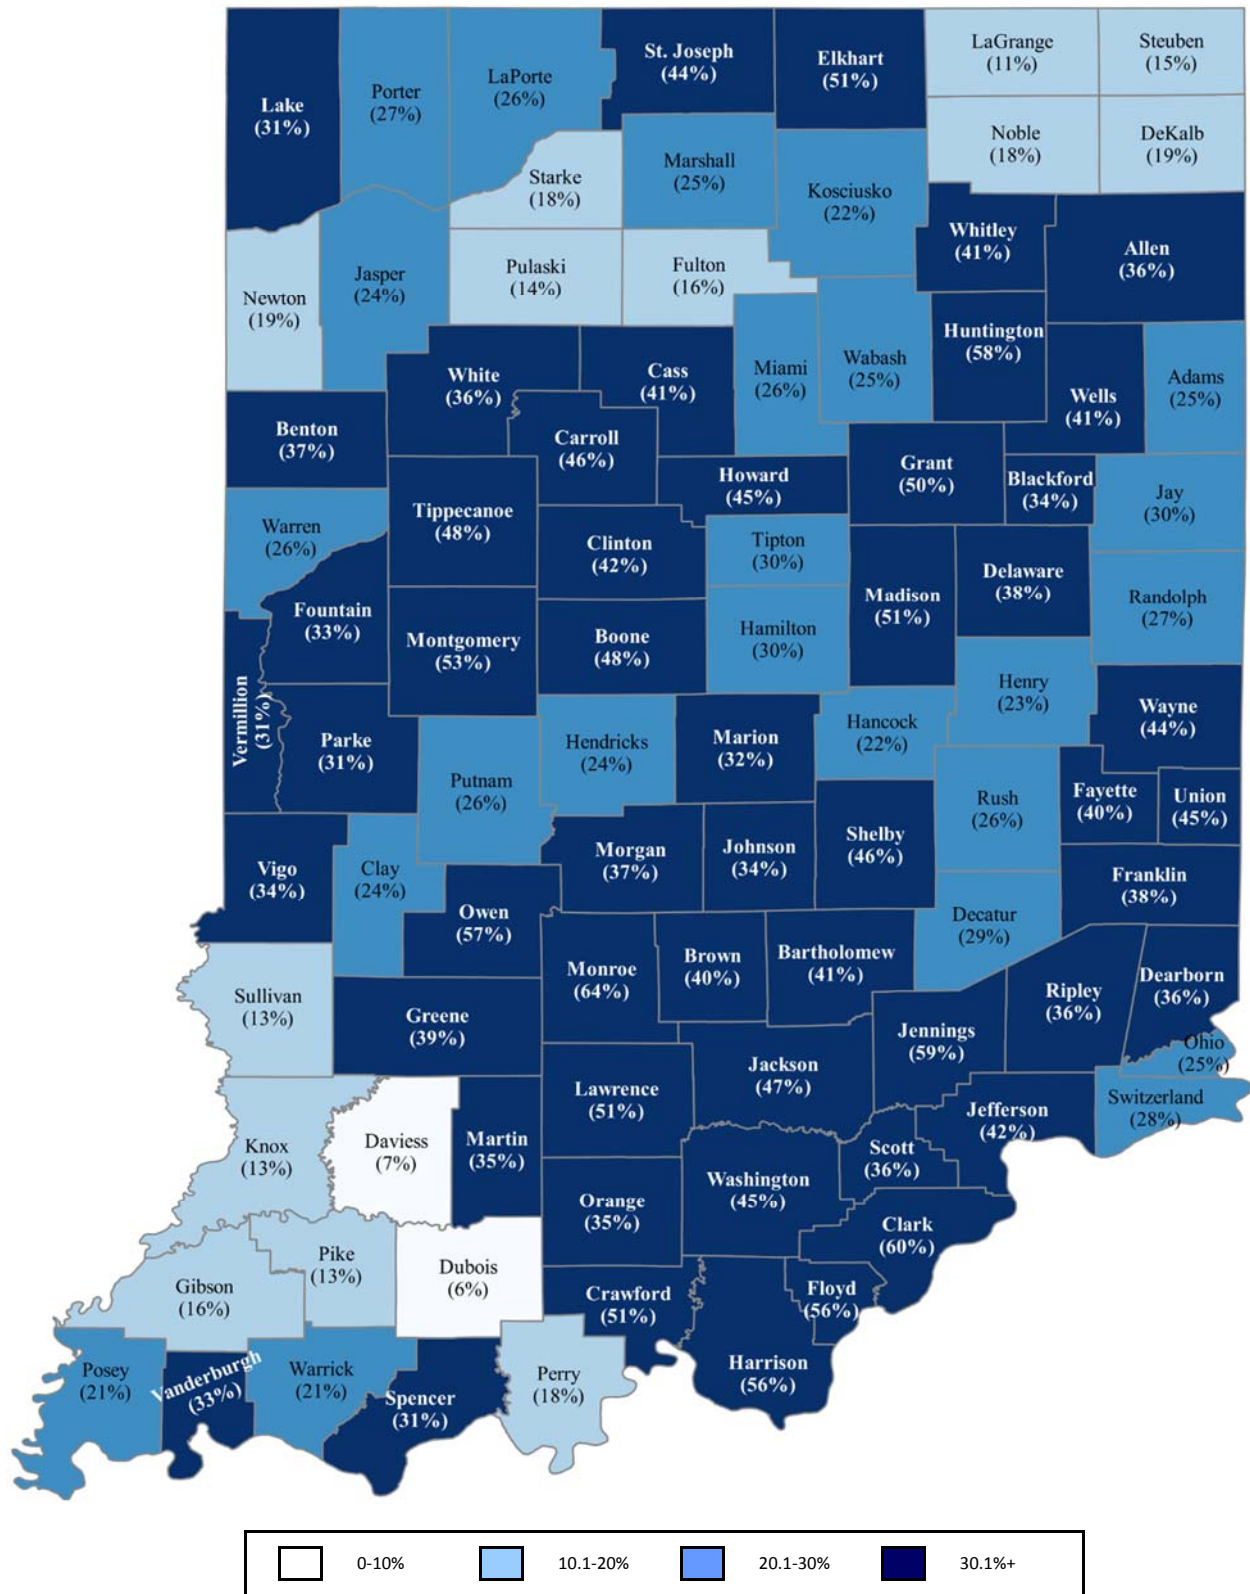 LaGrange
(11%)
Steuben
(15%)
St. Joseph
(44%)
Elkhart
(51%)
LaPorte
(26%)
Porter
(27%)
Lake
(31%)
Noble
(18%)
DeKalb
(19%)
Marshall
(25%)
Starke
(18%)
Kosciusko
(22%)
Whitley
(41%)
Allen
(36%)
Jasper
(24%)
Pulaski
(14%)
Fulton
(16%)
Newton
(19%)
Huntington
(58%)
White
(36%)
Cass
(41%)
Miami
(26%)
Wabash
(25%)
Wells
(41%)
Adams
(25%)
Benton
(37%)
Carroll
(46%)
Howard
(45%)
Grant
(50%)
Blackford
(34%)
Jay
(30%)
Warren
(26%)
Tippecanoe
(48%)
Clinton
(42%)
Tipton
(30%)
Madison
(51%)
Delaware
(38%)
Randolph
(27%)
Fountain
(33%)
Montgomery
(53%)
Boone
(48%)
Hamilton
(30%)
Henry
(23%)
Wayne
(44%)
Vermillion
(31%)
Parke
(31%)
Putnam
(26%)
Hendricks
(24%)
Marion
(32%)
Hancock
(22%)
Rush
(26%)
Fayette
(40%)
Union
(45%)
Vigo
(34%)
Clay
(24%)
Morgan
(37%)
Johnson
(34%)
Shelby
(46%)
Franklin
(38%)
Owen
(57%)
Decatur
(29%)
Monroe
(64%)
Brown
(40%)
Bartholomew
(41%)
Sullivan
(13%)
Greene
(39%)
Ripley
(36%)
Dearborn
(36%)
Jennings
(59%)
Ohio
(25%)
Jackson
(47%)
Lawrence
(51%)
Switzerland
(28%)
Jefferson
(42%)
Knox
(13%)
Daviess
(7%)
Martin
(35%)
Scott
(36%)
Orange
(35%)
Washington
(45%)
Clark
(60%)
Pike
(13%)
Dubois
(6%)
Gibson
(16%)
Crawford
(51%)
Floyd
(56%)
Harrison
(56%)
Posey
(21%)
Vanderburgh
(33%)
Warrick
(21%)
Spencer
(31%)
Perry
(18%)
0-10%
10.1-20%
20.1-30%
30.1%+